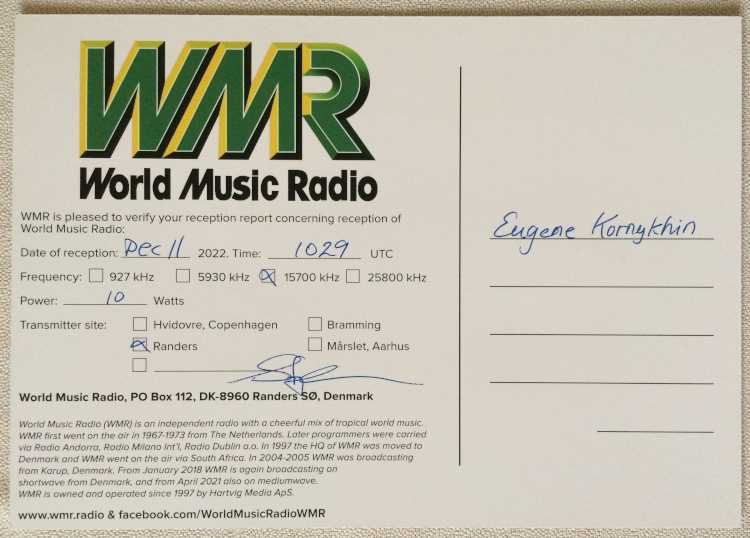 WMR
World Music Radio
WMR is pleased to verify your reception report concerning reception of
World Music Radio:
Date of reception: Dec 11 2022. Time: 1029 UTC
Frequency: 927 kHz 5930 kHz 15700 kHz 25800 kHz
Power: 10 Watts
Transmitter site: Hvidovre, Copenhagen Bramming
Randers Mårslet, Aarhus
World Music Radio, PO Box 112, DK-8960 Randers SØ, Denmark
World Music Radio (WMR) is an independent radio with a cheerful mix of tropical world music.
WMR first went on the air in 1967-1973 from The Netherlands. Later programmes were carried
via Radio Andorra, Radio Milano Int'l, Radio Dublin a.o. In 1997 the HQ of WMR was moved to
Denmark and WMR went on the air via South Africa. In 2004-2005 WMR was broadcasting
from Karup, Denmark. From January 2018 WMR is again broadcasting on
shortwave from Denmark, and from April 2021 also on mediumwave.
WMR is owned and operated since 1997 by Hartvig Media ApS.
www.wmr.radio & facebook.com/WorldMusicRadioWMR
Eugene Kornykhin